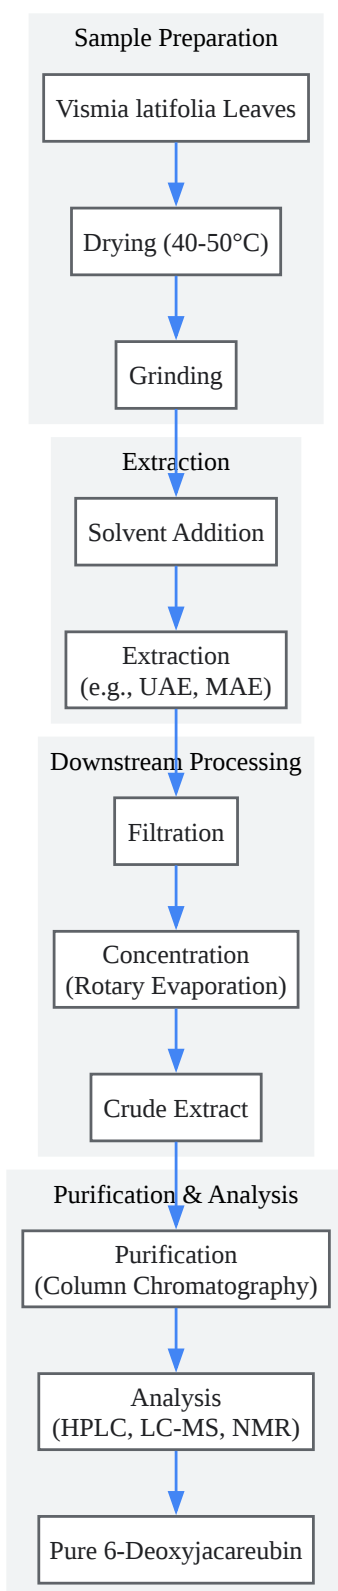 Sample Preparation
Vismia latifolia Leaves
Drying (40-50°C)
Grinding
Extraction
Solvent Addition
Extraction
(e.g., UAE, MAE)
Downstream Processing
Filtration
Concentration
(Rotary Evaporation)
Crude Extract
Purification & Analysis
Purification
(Column Chromatography)
Analysis
(HPLC, LC-MS, NMR)
Pure 6-Deoxyjacareubin